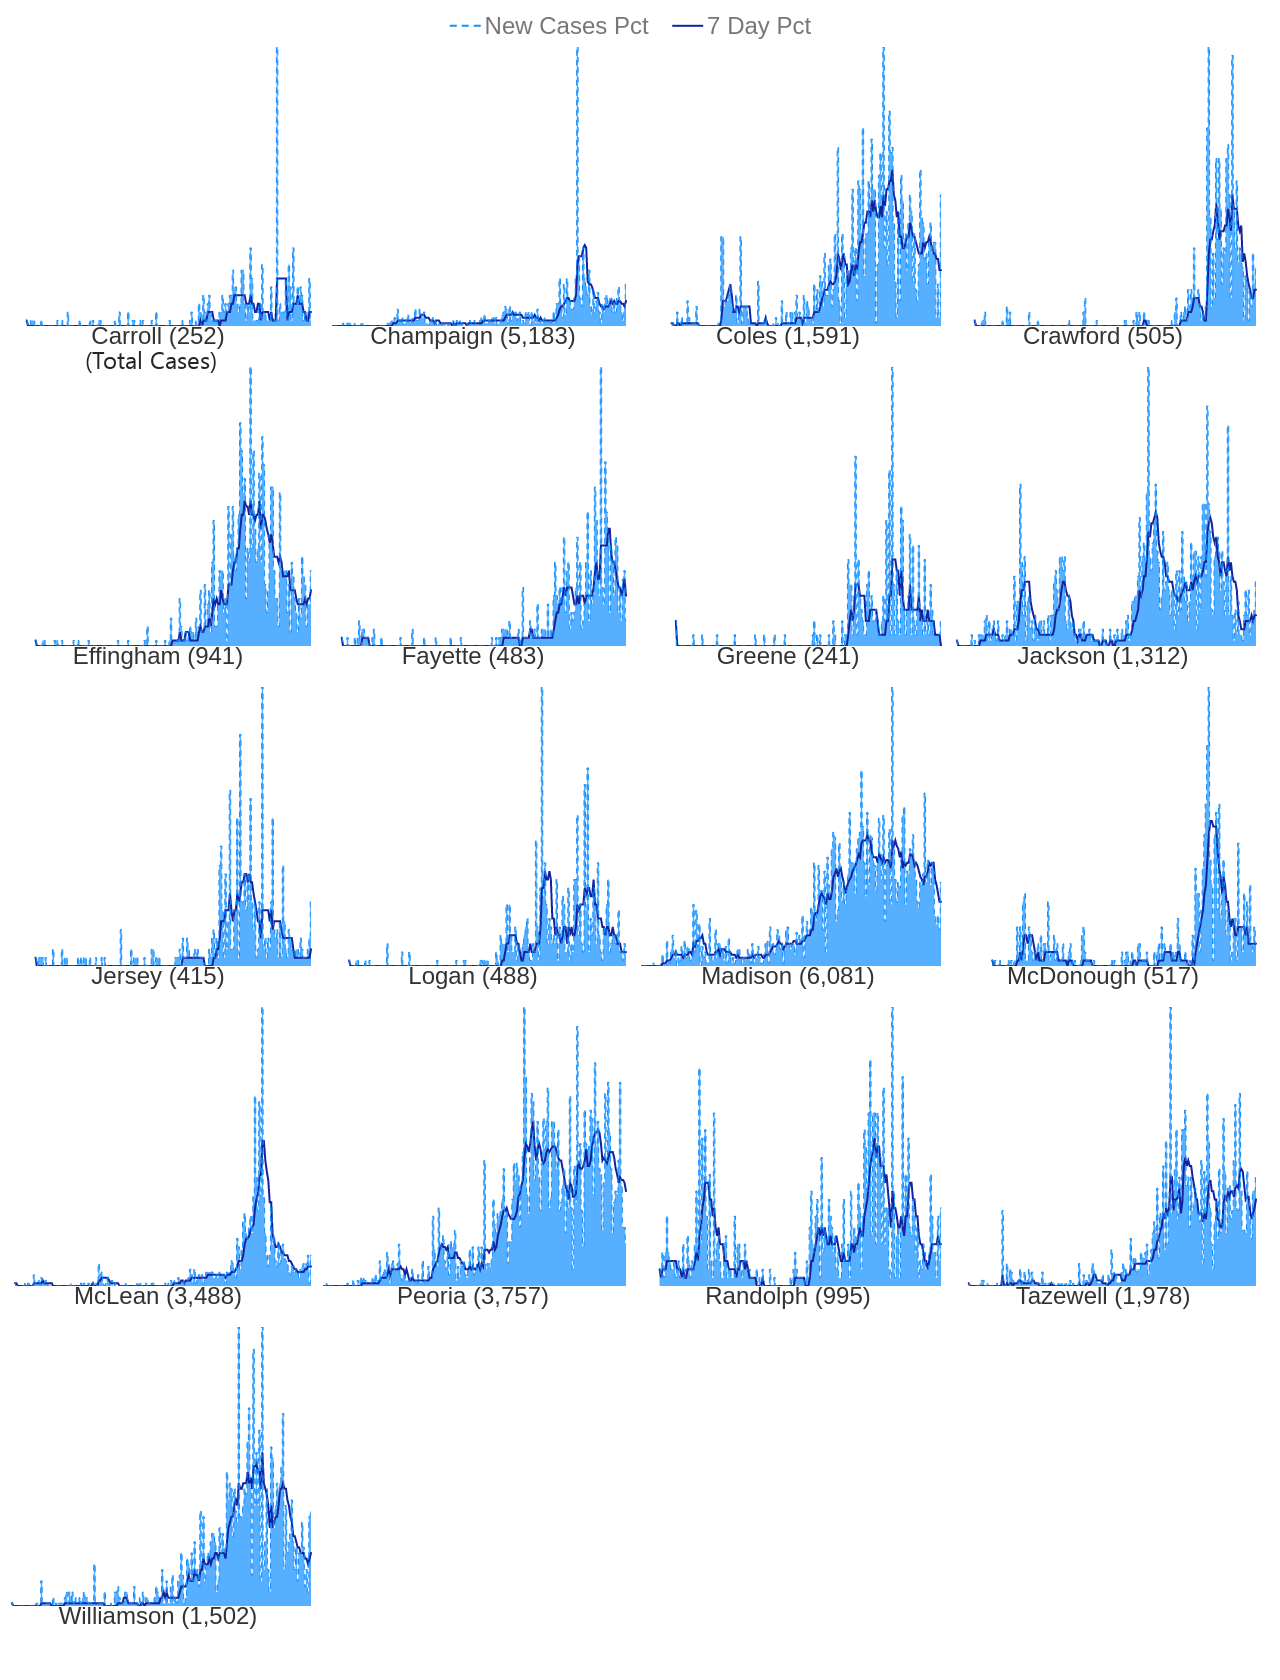 New Cases Pct 7 Day Pct
Carroll (252) Champaign (5,183) Coles (1,591) Crawford (505)
(Total Cases)
Effingham (941) Fayette (483) Greene (241) Jackson (1,312)
Jersey (415) Logan (488) Madison (6,081) McDonough (517)
McLean (3,488) Peoria (3,757) Randolph (995) Tazewell (1,978)
Williamson (1,502)